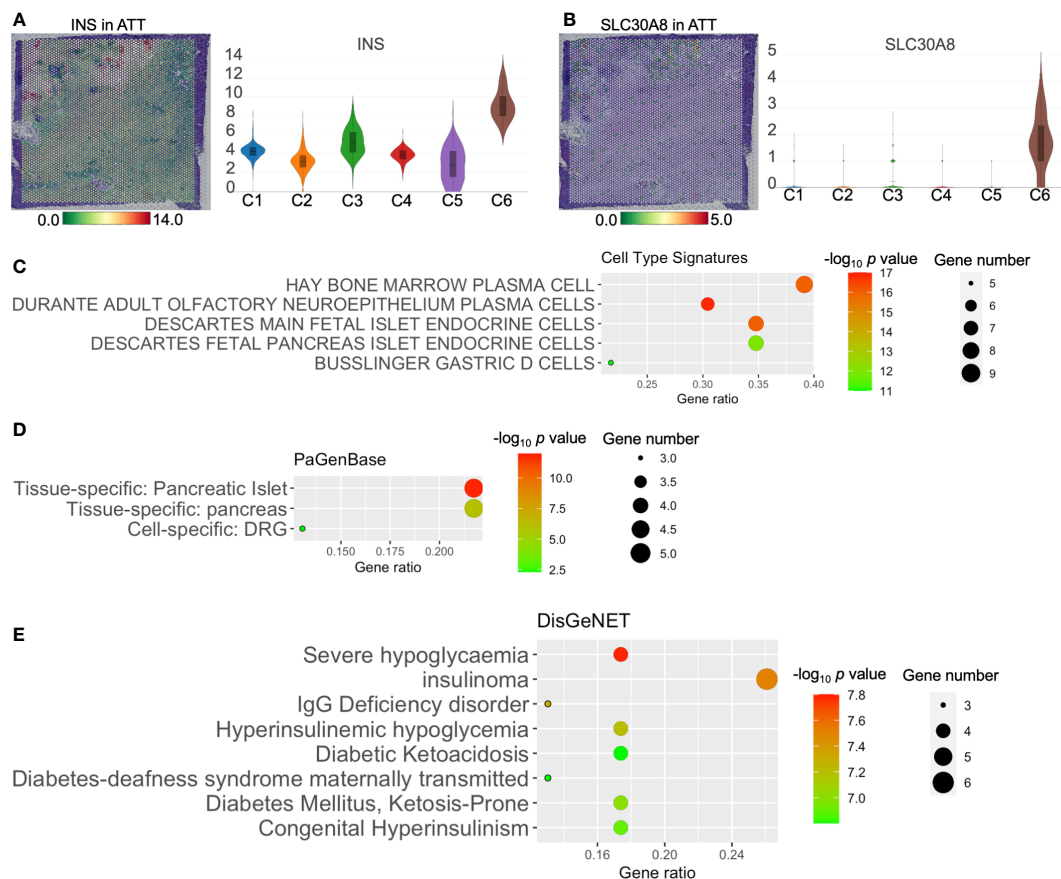 A
INS in ATT
INS
14
12
10
8
6
4
2
0
C1 C2 C3 C4 C5 C6
0.0 14.0
B
SLC30A8 in ATT
SLC30A8
5
4
3
2
1
0
C1 C2 C3 C4 C5 C6
0.0 5.0
C
Cell Type Signatures
HAY BONE MARROW PLASMA CELL
DURANTE ADULT OLFACTORY NEUROEPITHELIUM PLASMA CELLS
DESCARTES MAIN FETAL ISLET ENDOCRINE CELLS
DESCARTES FETAL PANCREAS ISLET ENDOCRINE CELLS
BUSSLINGER GASTRIC D CELLS
0.25 0.30 0.35 0.40
Gene ratio
-log10 p value
17
16
15
14
13
12
11
Gene number
5
6
7
8
9
D
PaGenBase
Tissue-specific: Pancreatic Islet
Tissue-specific: pancreas
Cell-specific: DRG
0.150 0.175 0.200
Gene ratio
-log10 p value
10.0
7.5
5.0
2.5
Gene number
3.0
3.5
4.0
4.5
5.0
E
DisGeNET
Severe hypoglycaemia
insulinoma
IgG Deficiency disorder
Hyperinsulinemic hypoglycemia
Diabetic Ketoacidosis
Diabetes-deafness syndrome maternally transmitted
Diabetes Mellitus, Ketosis-Prone
Congenital Hyperinsulinism
0.16 0.20 0.24
Gene ratio
-log10 p value
7.8
7.6
7.4
7.2
7.0
Gene number
3
4
5
6